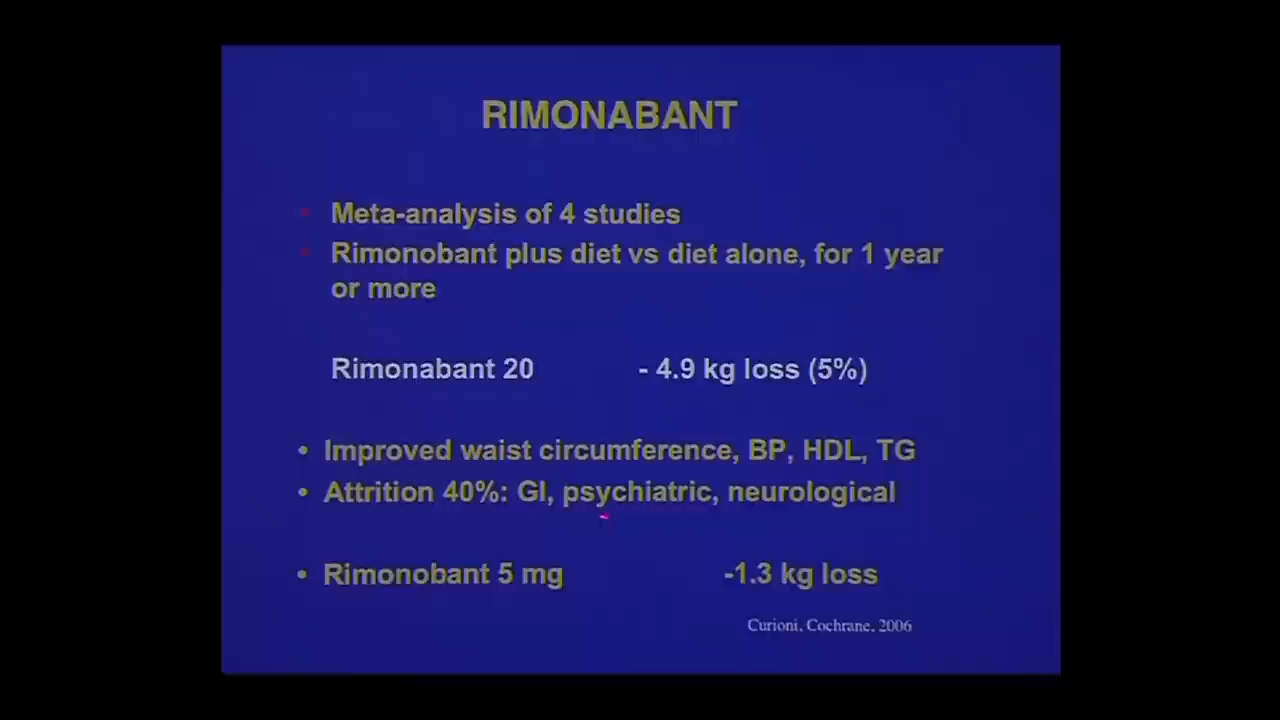 RIMONABANT
Meta-analysis of 4 studies
Rimonobant plus diet vs diet alone, for 1 year
or more
Rimonabant 20 - 4.9 kg loss (5%)
• Improved waist circumference, BP, HDL, TG
• Attrition 40%: GI, psychiatric, neurological
• Rimonobant 5 mg -1.3 kg loss
Curioni, Cochrane, 2006